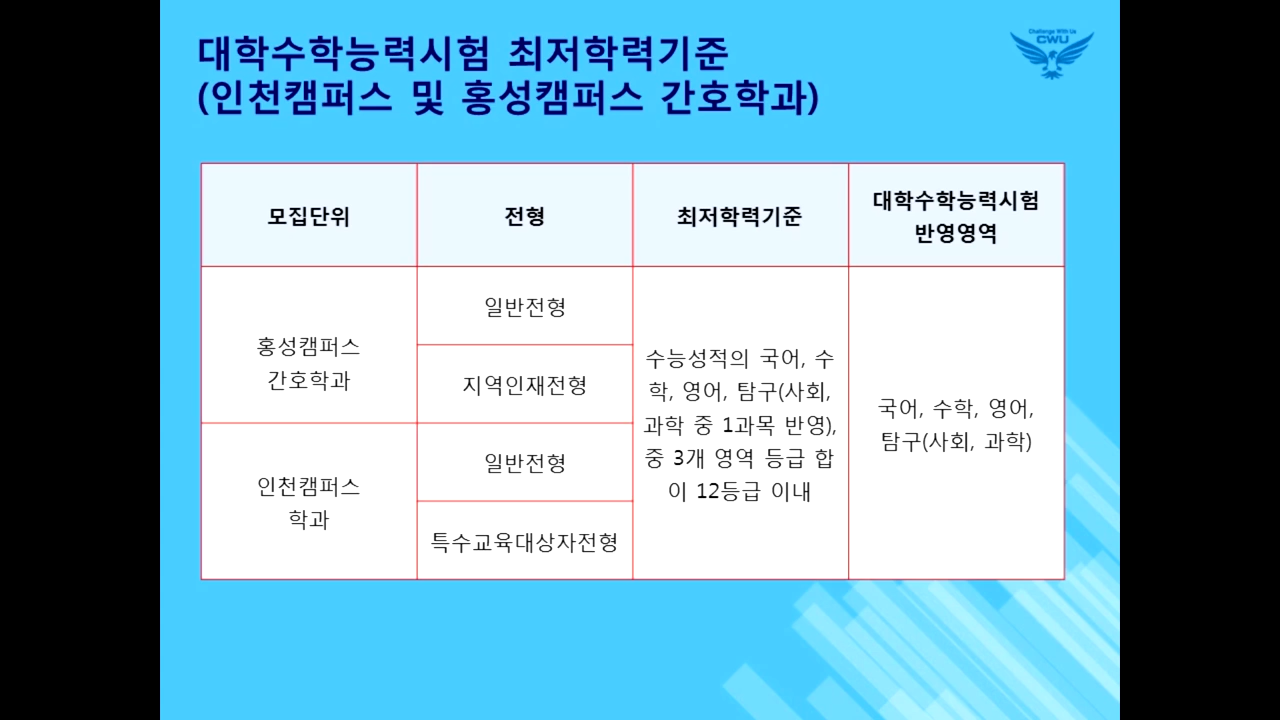 대학수학능력시험 최저학력기준
(인천캠퍼스 및 홍성캠퍼스 간호학과)
Challenge With Us
CWU
모집단위
전형
최저학력기준
대학수학능력시험
반영영역
홍성캠퍼스
간호학과
일반전형
지역인재전형
인천캠퍼스
학과
일반전형
특수교육대상자전형
수능성적의 국어, 수
학, 영어, 탐구(사회,
과학 중 1과목 반영),
중 3개 영역 등급 합
이 12등급 이내
국어, 수학, 영어,
탐구(사회, 과학)